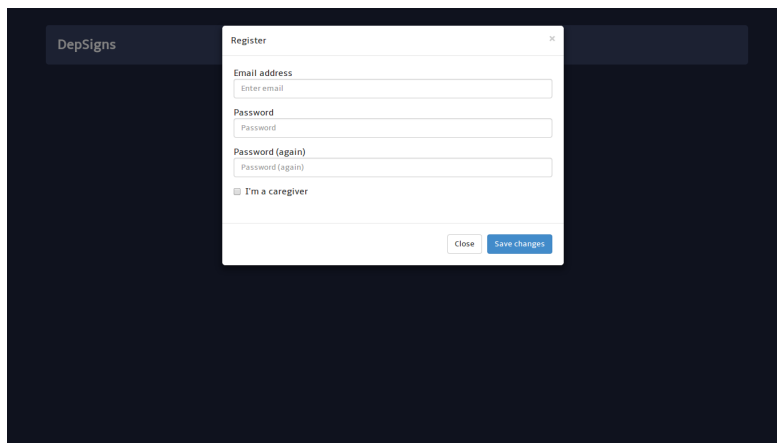 DepSigns
Register ×
Email address
Enter email
Password
Password
Password (again)
Password (again)
I'm a caregiver
Close Save changes